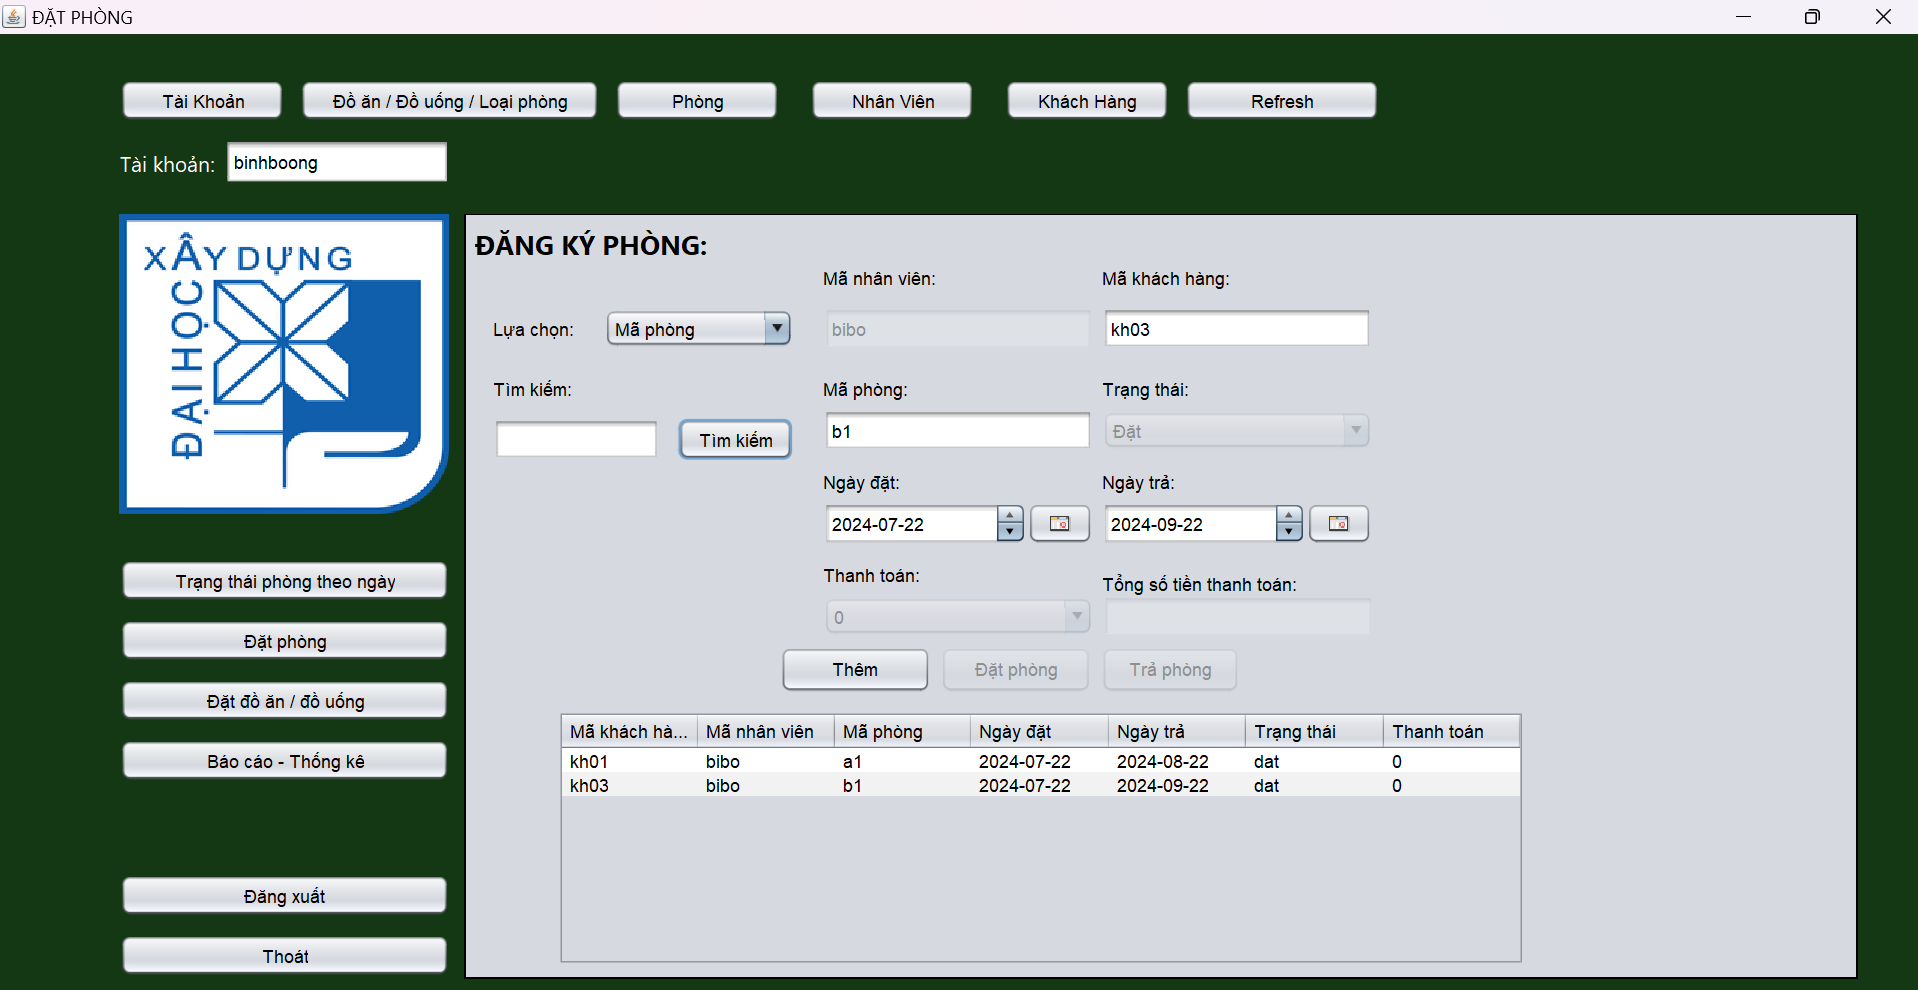 ĐẶT PHÒNG
Tài Khoản
Đồ ăn / Đồ uống / Loại phòng
Phòng
Nhân Viên
Khách Hàng
Refresh
Tài khoản:
binhboong
XÂY DỰNG
ĐẠI HỌC
Trạng thái phòng theo ngày
Đặt phòng
Đặt đồ ăn / đồ uống
Báo cáo - Thống kê
Đăng xuất
Thoát
ĐĂNG KÝ PHÒNG:
Mã nhân viên:
Mã khách hàng:
Lựa chọn:
Mã phòng
bibo
kh03
Tìm kiếm:
Mã phòng:
Trạng thái:
Tìm kiếm
b1
Đặt
Ngày đặt:
Ngày trả:
2024-07-22
2024-09-22
Thanh toán:
Tổng số tiền thanh toán:
0
Thêm
Đặt phòng
Trả phòng
Mã khách hà... Mã nhân viên Mã phòng Ngày đặt Ngày trả Trạng thái Thanh toán
kh01 bibo a1 2024-07-22 2024-08-22 dat 0
kh03 bibo b1 2024-07-22 2024-09-22 dat 0